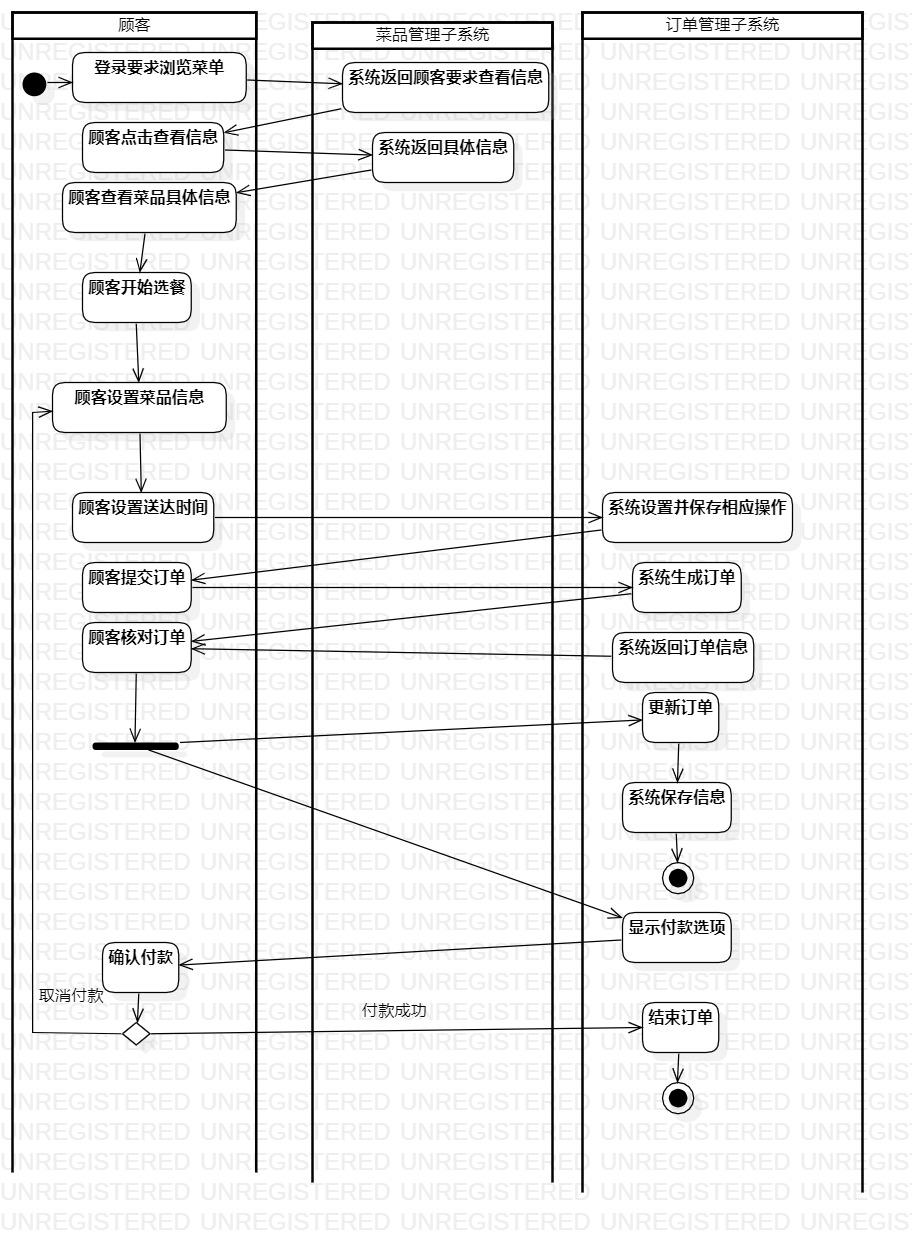 顾客
菜品管理子系统
订单管理子系统
登录要求浏览菜单
系统返回顾客要求查看信息
顾客点击查看信息
系统返回具体信息
顾客查看菜品具体信息
顾客开始选餐
顾客设置菜品信息
顾客设置送达时间
系统设置并保存相应操作
顾客提交订单
系统生成订单
顾客核对订单
系统返回订单信息
更新订单
系统保存信息
显示付款选项
确认付款
取消付款
付款成功
结束订单
UNREGISTERED